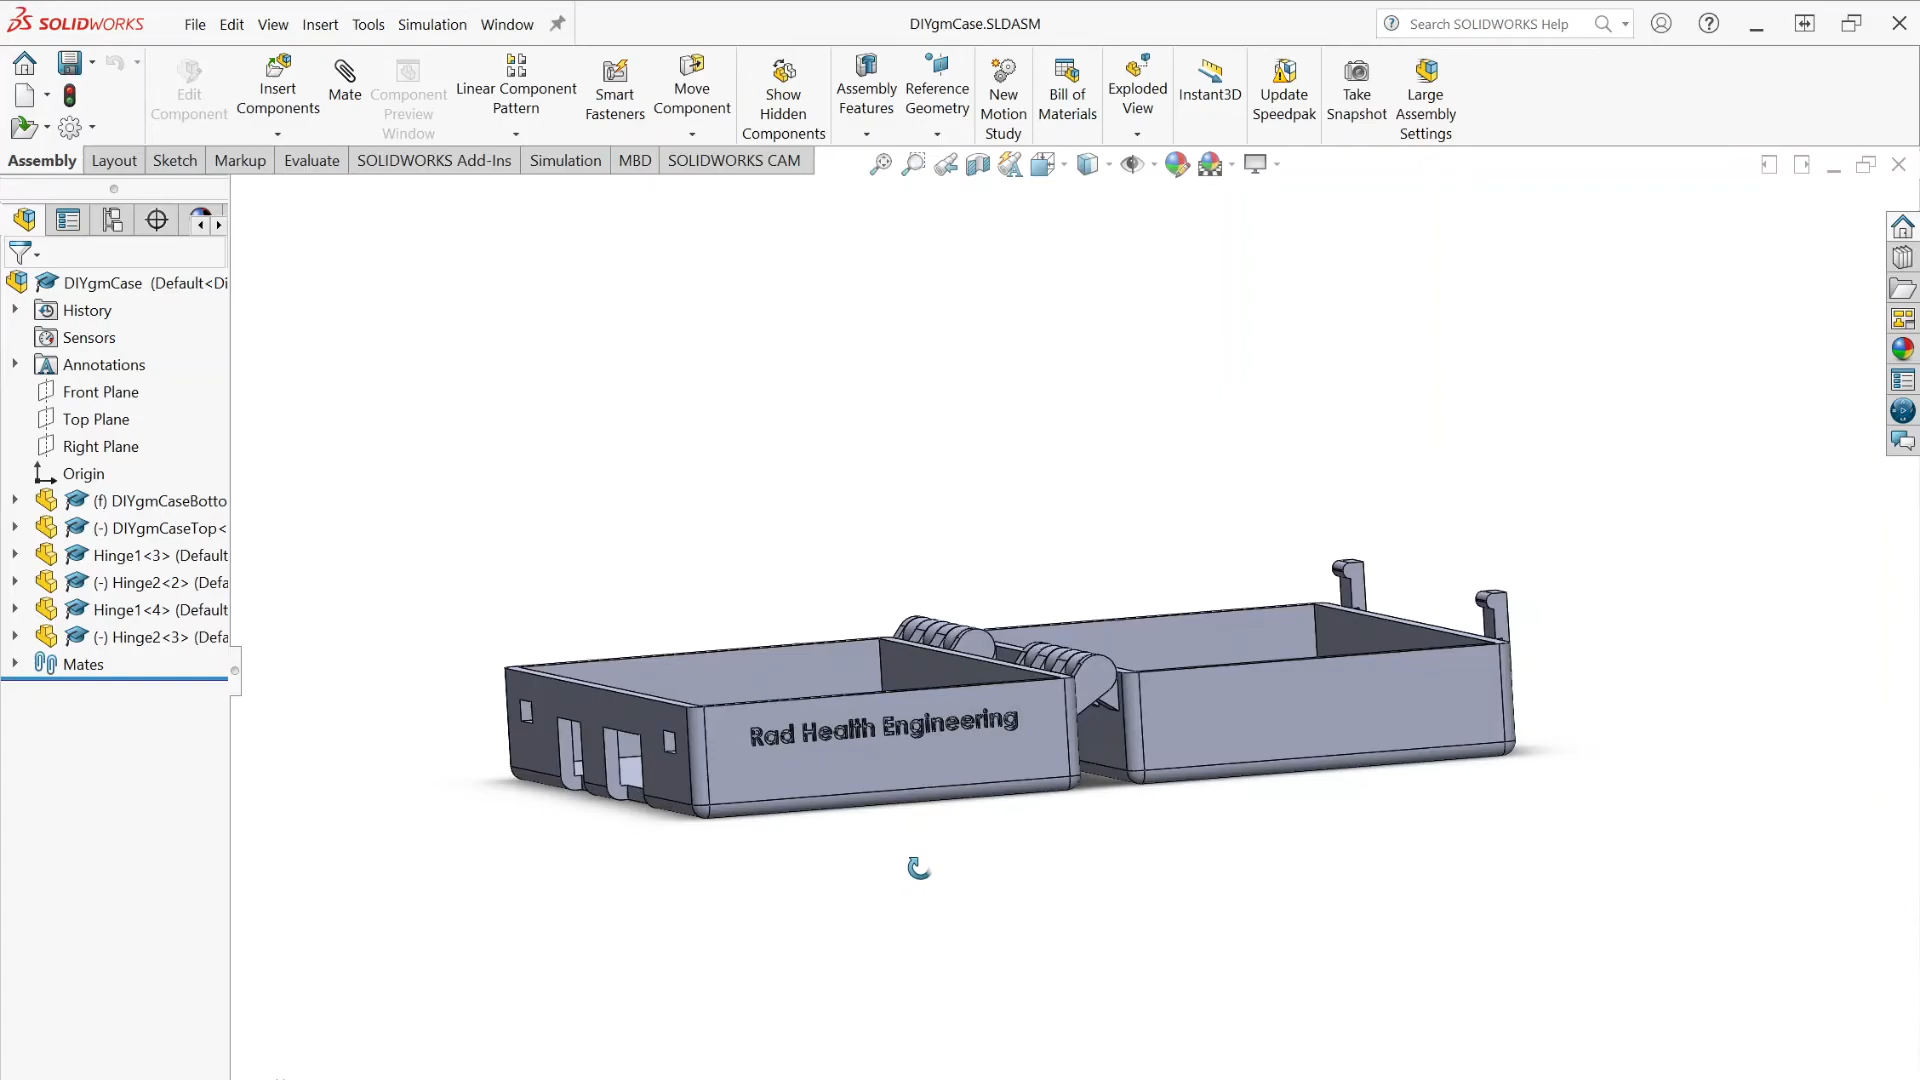 SOLIDWORKS
File Edit View Insert Tools Simulation Window
DIYgmCase.SLDASM
Search SOLIDWORKS Help
Edit Component
Insert Components
Mate
Component Preview Window
Linear Component Pattern
Smart Fasteners
Move Component
Show Hidden Components
Assembly Features
Reference Geometry
New Motion Study
Bill of Materials
Exploded View
Instant3D
Update Speedpak
Take Snapshot
Large Assembly Settings
Assembly Layout Sketch Markup Evaluate SOLIDWORKS Add-Ins Simulation MBD SOLIDWORKS CAM
DIYgmCase (Default<Di
History
Sensors
Annotations
Front Plane
Top Plane
Right Plane
Origin
(f) DIYgmCaseBotto
(-) DIYgmCaseTop<
Hinge1<3> (Default
(-) Hinge2<2> (Defa
Hinge1<4> (Default
(-) Hinge2<3> (Defa
Mates
Rad Health Engineering